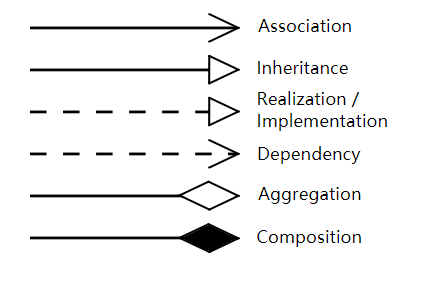 Association
Inheritance
Realization /
Implementation
Dependency
Aggregation
Composition